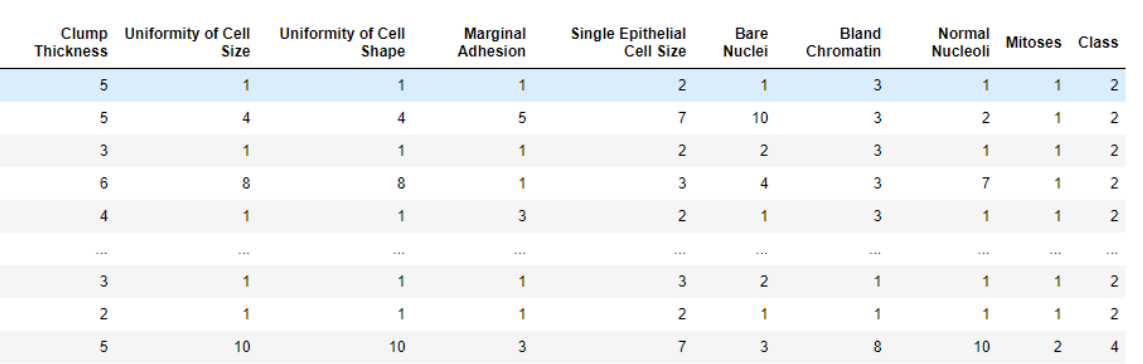 Clump Thickness Uniformity of Cell Size Uniformity of Cell Shape Marginal Adhesion Single Epithelial Cell Size Bare Nuclei Bland Chromatin Normal Nucleoli Mitoses Class
5 1 1 1 2 1 3 1 1 2
5 4 4 5 7 10 3 2 1 2
3 1 1 1 2 2 3 1 1 2
6 8 8 1 3 4 3 7 1 2
4 1 1 3 2 1 3 1 1 2
... ... ... ... ... ... ... ... ... ...
3 1 1 1 3 2 1 1 1 2
2 1 1 1 2 1 1 1 1 2
5 10 10 3 7 3 8 10 2 4